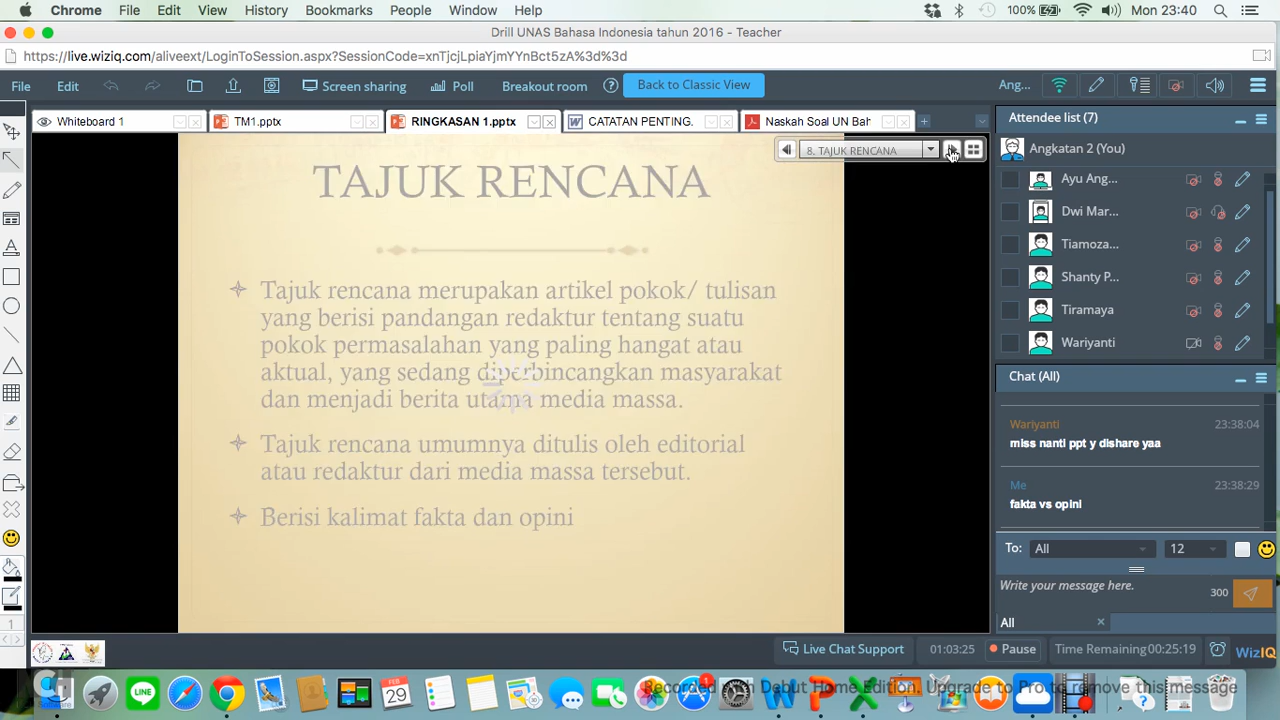 Chrome File Edit View History Bookmarks People Window Help 100% Mon 23:40
Drill UNAS Bahasa Indonesia tahun 2016 - Teacher
https://live.wiziq.com/aliveext/LoginToSession.aspx?SessionCode=xnTjcjLpiaYjmYYnBct5zA%3d%3d
File Edit Screen sharing Poll Breakout room ? Back to Classic View Ang...
Whiteboard 1 TM1.pptx RINGKASAN 1.pptx CATATAN PENTING. Naskah Soal UN Bah
8. TAJUK RENCANA
TAJUK RENCANA
Tajuk rencana merupakan artikel pokok/ tulisan
yang berisi pandangan redaktur tentang suatu
pokok permasalahan yang paling hangat atau
aktual, yang sedang diperbincangkan masyarakat
dan menjadi berita utama media massa.
Tajuk rencana umumnya ditulis oleh editorial
atau redaktur dari media massa tersebut.
Berisi kalimat fakta dan opini
Attendee list (7)
Angkatan 2 (You)
Ayu Ang...
Dwi Mar...
Tiamoza...
Shanty P...
Tiramaya
Wariyanti
Chat (All)
Wariyanti 23:38:04
miss nanti ppt y dishare yaa
Me 23:38:29
fakta vs opini
To: All 12
Write your message here. 300
All
1
Live Chat Support 01:03:25 Pause Time Remaining 00:25:19 WizIQ
FEB
29
LINE
Recorded with Debut Home Edition. Upgrade to Pro to remove this message